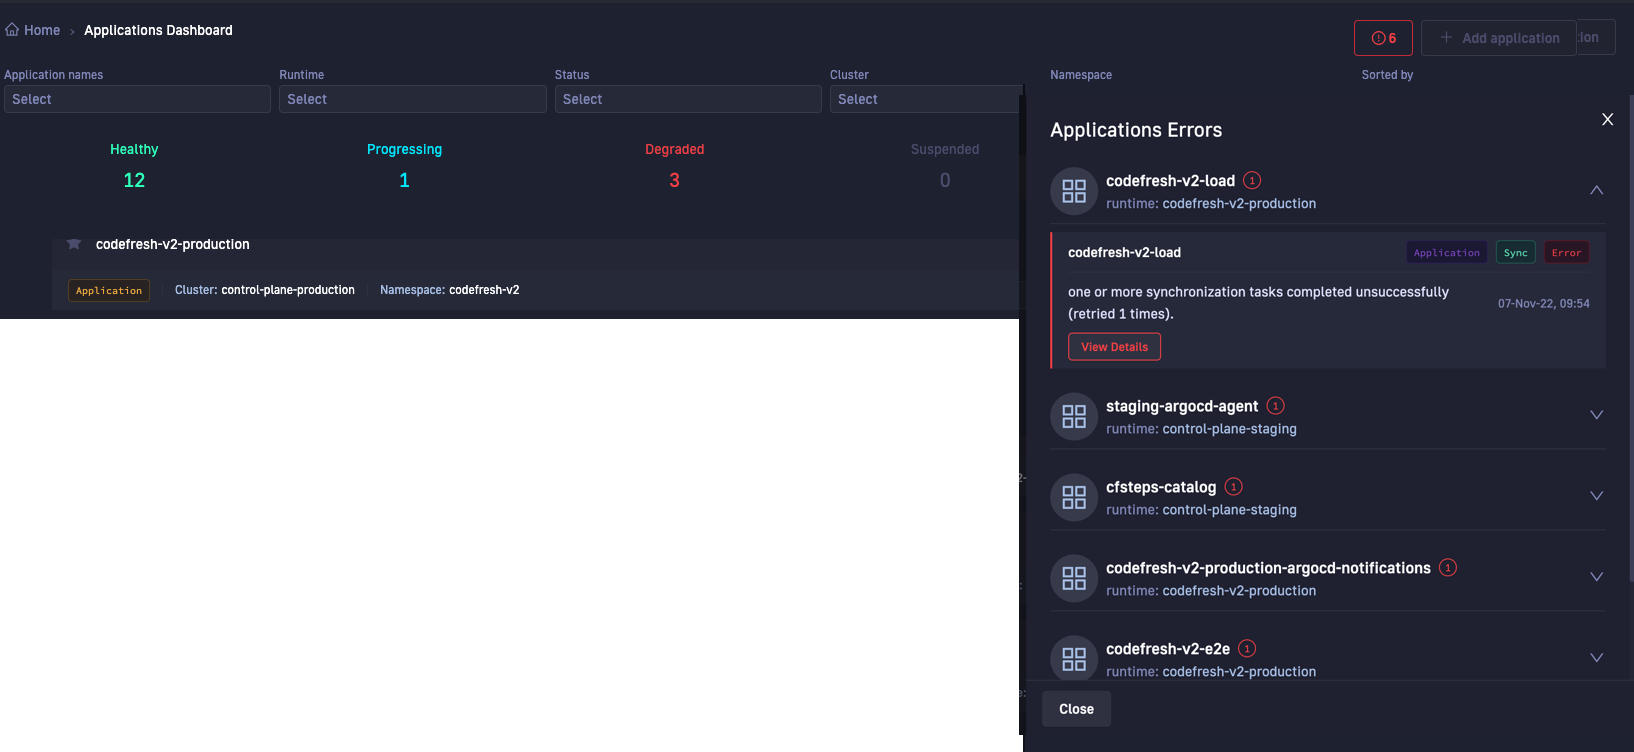 Home > Applications Dashboard
6
+ Add application
ion
Application names
Runtime
Status
Cluster
Namespace
Sorted by
Select
Select
Select
Select
Healthy
Progressing
Degraded
Suspended
12
1
3
0
codefresh-v2-production
Application
Cluster: control-plane-production
Namespace: codefresh-v2
2-
:
e:
Applications Errors
X
codefresh-v2-load 1
runtime: codefresh-v2-production
codefresh-v2-load
Application
Sync
Error
one or more synchronization tasks completed unsuccessfully
(retried 1 times).
07-Nov-22, 09:54
View Details
staging-argocd-agent 1
runtime: control-plane-staging
cfsteps-catalog 1
runtime: control-plane-staging
codefresh-v2-production-argocd-notifications 1
runtime: codefresh-v2-production
codefresh-v2-e2e 1
runtime: codefresh-v2-production
Close